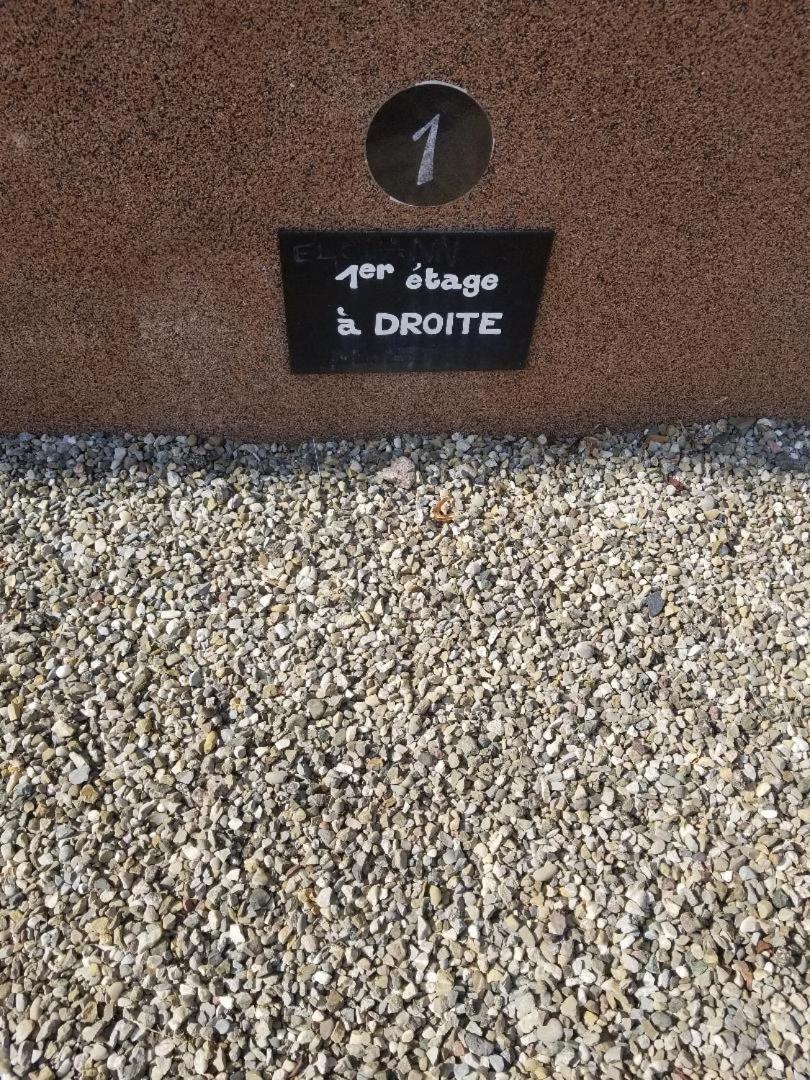 1
1er étage
à DROITE